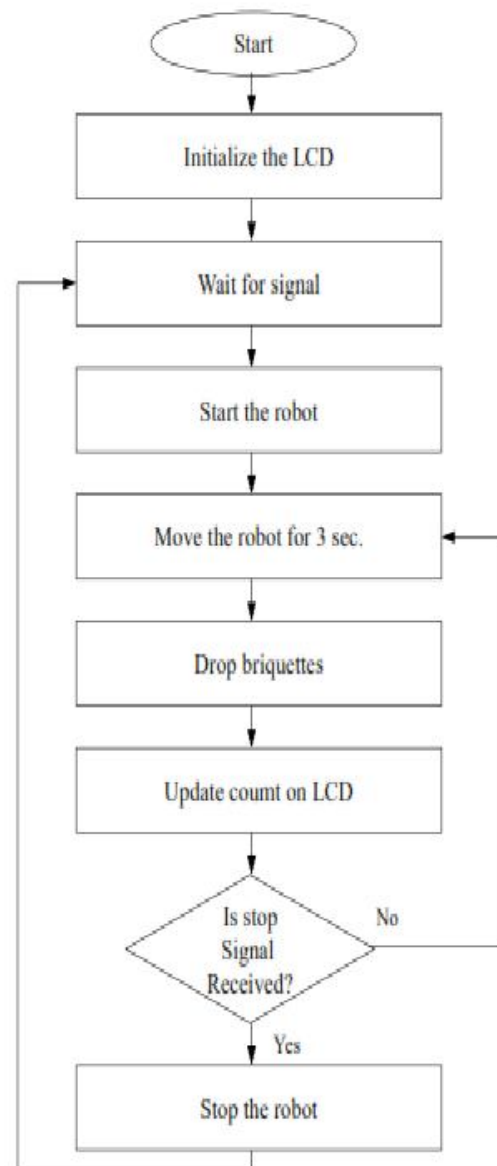 Start
Initialize the LCD
Wait for signal
Start the robot
Move the robot for 3 sec.
Drop briquettes
Update coumt on LCD
Is stop
Signal
Received?
No
Yes
Stop the robot